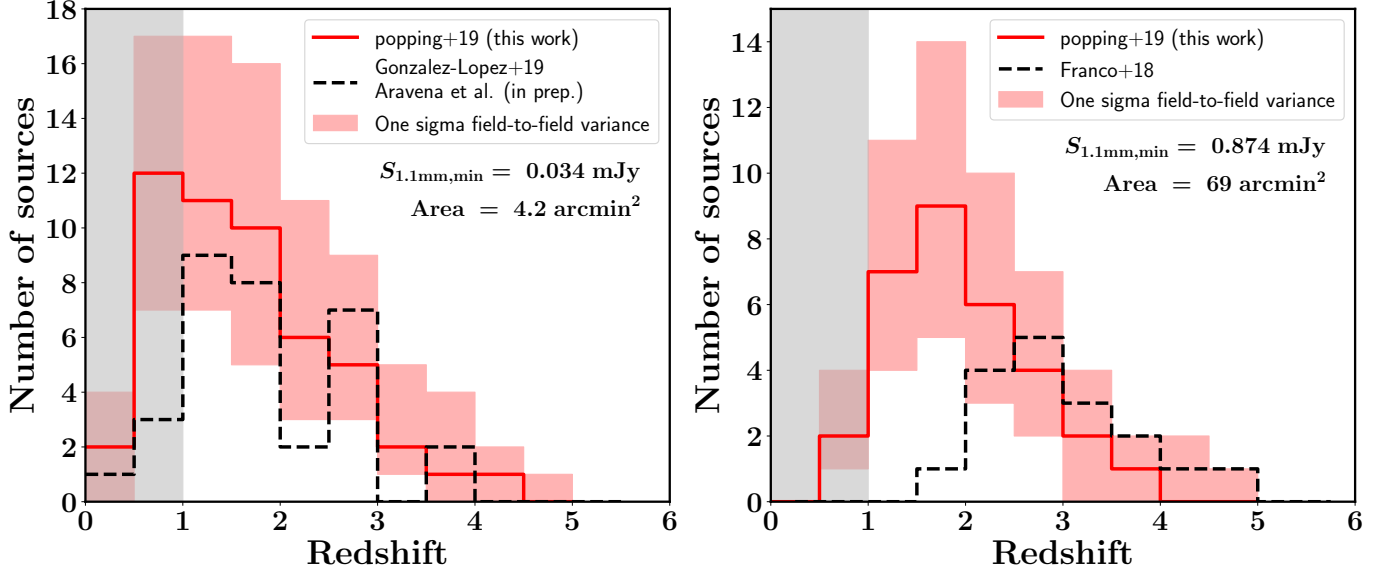 18
16
14
12
10
8
6
4
2
0
Number of sources
0 1 2 3 4 5 6
Redshift
popping+19 (this work)
Gonzalez-Lopez+19
Aravena et al. (in prep.)
One sigma field-to-field variance
S1.1mm,min = 0.034 mJy
Area = 4.2 arcmin²
14
12
10
8
6
4
2
0
Number of sources
0 1 2 3 4 5 6
Redshift
popping+19 (this work)
Franco+18
One sigma field-to-field variance
S1.1mm,min = 0.874 mJy
Area = 69 arcmin²